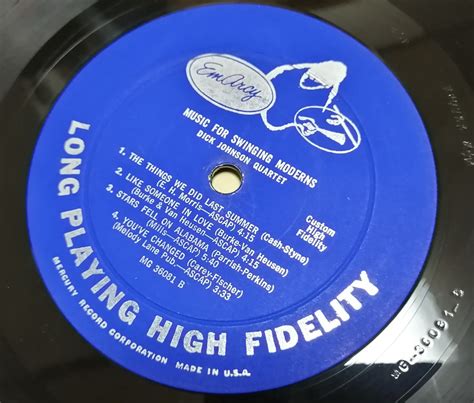 EmArcy
MUSIC FOR SWINGING MODERNS
DICK JOHNSON QUARTET
1. THE THINGS WE DID LAST SUMMER (Cash-Styne)
(E. H. Morris—ASCAP) 4:15
2. LIKE SOMEONE IN LOVE (Burke-Van Heusen)
(Burke & Van Heusen—ASCAP) 4:15
3. STARS FELL ON ALABAMA (Parrish-Perkins)
(Mills—ASCAP) 5:40
4. YOU'VE CHANGED (Carey-Fischer)
(Melody Lane Pub.—ASCAP) 3:33
MG 36081 B
Custom
High
Fidelity
LONG PLAYING HIGH FIDELITY
MERCURY RECORD CORPORATION MADE IN U.S.A.